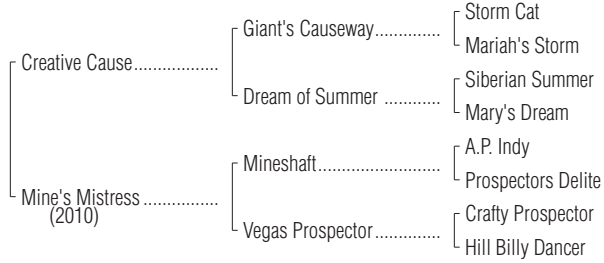 Storm Cat
Giant's Causeway..............
Mariah's Storm
Creative Cause..................
Siberian Summer
Dream of Summer ............
Mary's Dream
A.P. Indy
Mineshaft........................
Prospectors Delite
Mine's Mistress ................
(2010)
Crafty Prospector
Vegas Prospector..............
Hill Billy Dancer